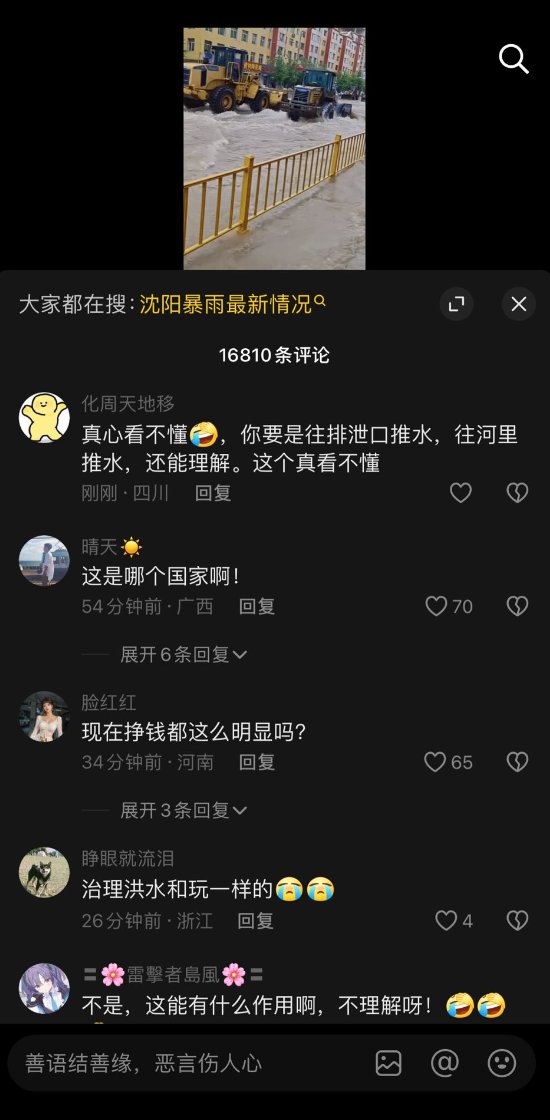 大家都在搜：沈阳暴雨最新情况
16810条评论
化周天地移
真心看不懂🤣，你要是往排泄口推水，往河里
推水，还能理解。这个真看不懂
刚刚·四川 回复
晴天☀️
这是哪个国家啊！
54分钟前·广西 回复 70
展开6条回复
脸红红
现在挣钱都这么明显吗？
34分钟前·河南 回复 65
展开3条回复
睁眼就流泪
治理洪水和玩一样的😭😭
26分钟前·浙江 回复 4
〓🌸雷擊者島風🌸〓
不是，这能有什么作用啊，不理解呀！🤣🤣
善语结善缘，恶言伤人心